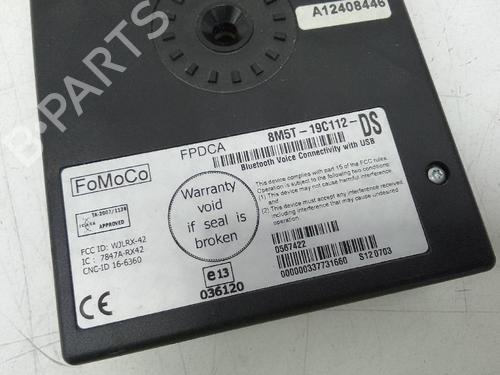 A12408446
B-PARTS
FPDCA
8M5T-19C112-DS
Bluetooth Voice Connectivity with USB
FoMoCo
TA-2007/1126
APPROVED
FCC ID: WJLRX-42
IC : 7847A-RX42
CNC-ID 16-6360
CE
Warranty
void
if seal is
broken
e13
036120
This device complies with part 15 of the FCC rules.
Operation is subject to the following two conditions:
(1) This device may not cause harmful interference,
and
(2) This device must accept any interference received,
including interference that may cause undesired
operation.
0567422
000000337731660
S120703